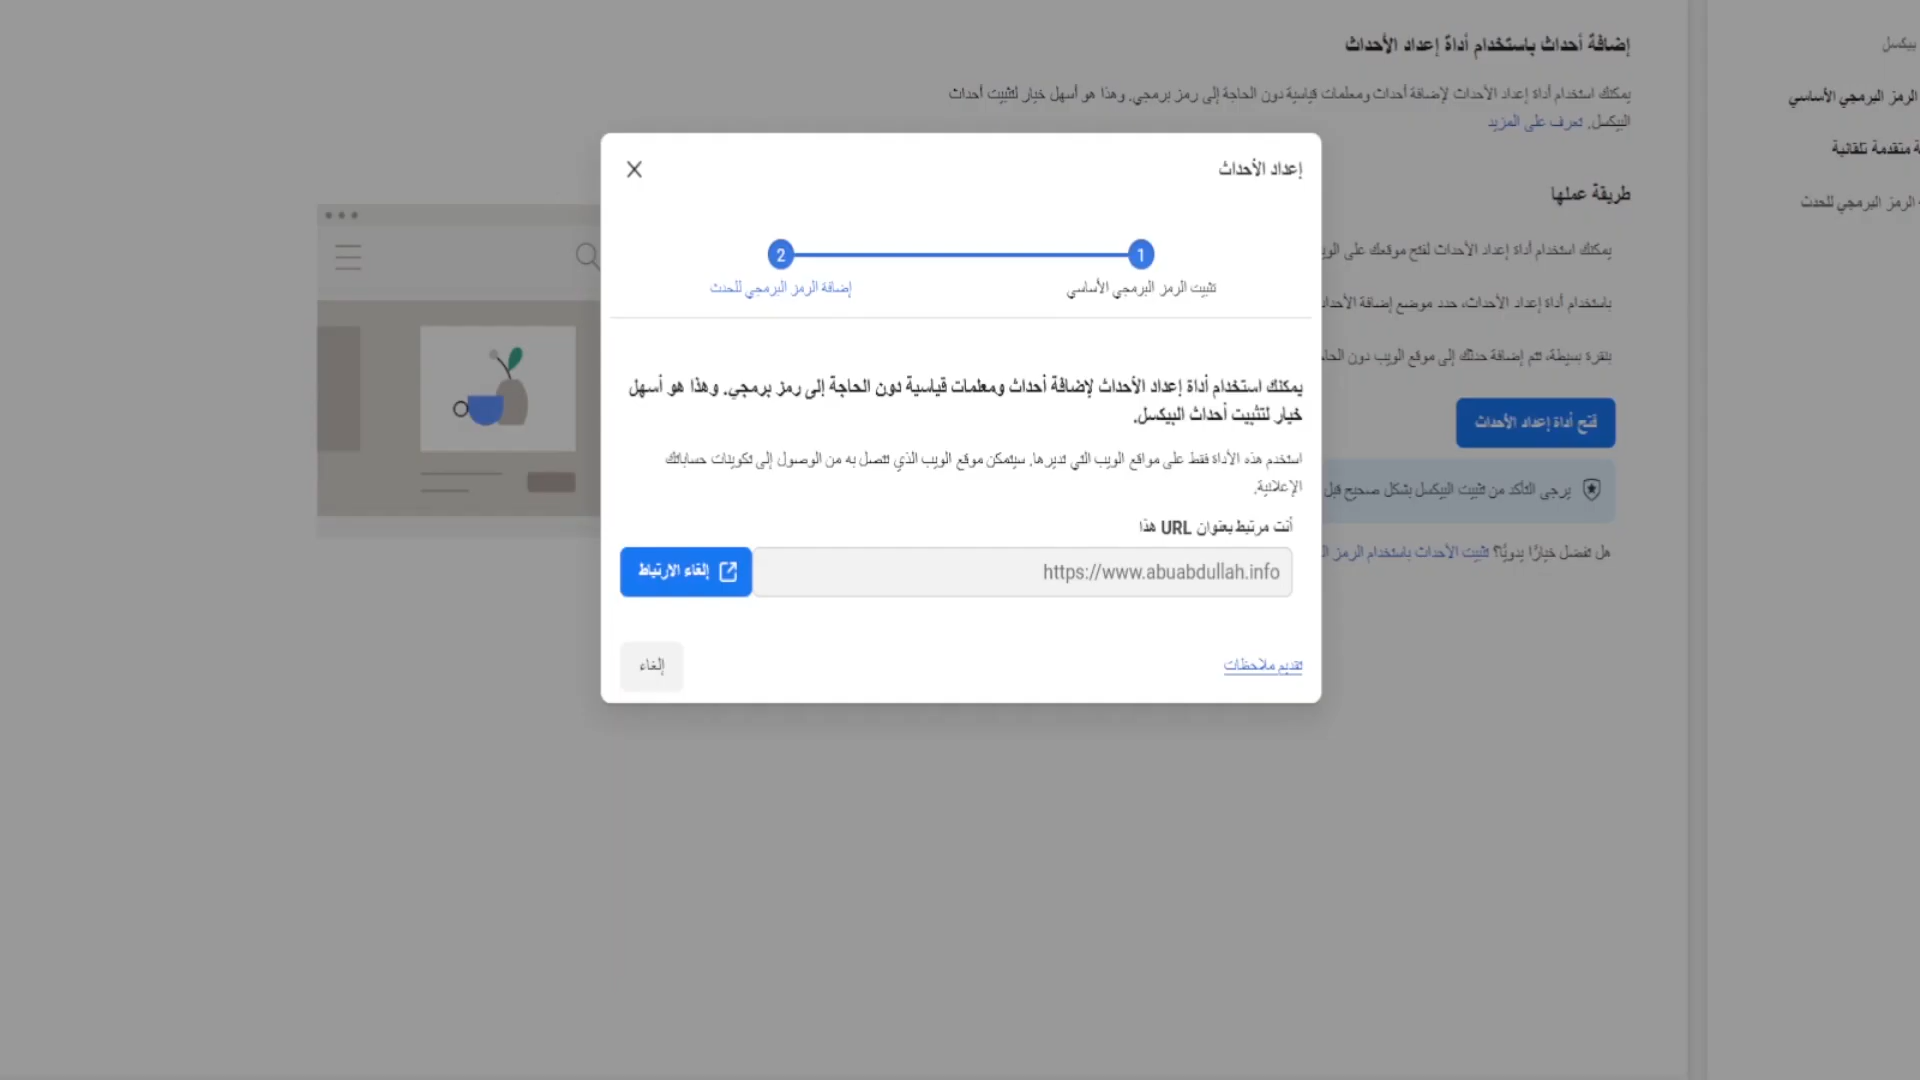 إضافة أحداث باستخدام أداة إعداد الأحداث
يمكنك استخدام أداة إعداد الأحداث لإضافة أحداث ومعلمات قياسية دون الحاجة إلى رمز برمجي. وهذا هو أسهل خيار لتثبيت أحداث
البيكسل. تعرف على المزيد
طريقة عملها
يمكنك استخدام أداة إعداد الأحداث لفتح موقعك على
باستخدام أداة إعداد الأحداث، حدد موضع إضافة
بنقرة بسيطة، تتم إضافة حدثك إلى موقع الويب دون
فتح أداة إعداد الأحداث
يرجى التأكد من تثبيت البيكسل بشكل صحيح قبل
هل تفضل خيارًا يدويًا؟ تثبيت الأحداث باستخدام الرمز
بيكسل
الرمز البرمجي الأساسي
متقدمة تلقائية
الرمز البرمجي للحدث
إعداد الأحداث
1
تثبيت الرمز البرمجي الأساسي
2
إضافة الرمز البرمجي للحدث
يمكنك استخدام أداة إعداد الأحداث لإضافة أحداث ومعلمات قياسية دون الحاجة إلى رمز برمجي. وهذا هو أسهل
خيار لتثبيت أحداث البيكسل.
استخدم هذه الأداة فقط على مواقع الويب التي تديرها. سيتمكن موقع الويب الذي تتصل به من الوصول إلى تكوينات حساباتك
الإعلانية.
أنت مرتبط بعنوان URL هذا
https://www.abuabdullah.info
إلغاء الارتباط
تقديم ملاحظات
إلغاء